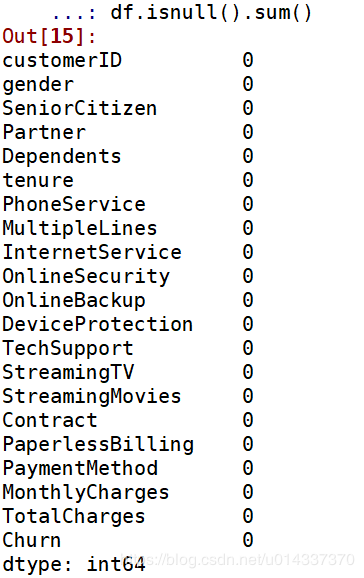 ...: df.isnull().sum()
Out[15]:
customerID 0
gender 0
SeniorCitizen 0
Partner 0
Dependents 0
tenure 0
PhoneService 0
MultipleLines 0
InternetService 0
OnlineSecurity 0
OnlineBackup 0
DeviceProtection 0
TechSupport 0
StreamingTV 0
StreamingMovies 0
Contract 0
PaperlessBilling 0
PaymentMethod 0
MonthlyCharges 0
TotalCharges 0
Churn 0
dtype: int64
https://blog.csdn.net/u014337370